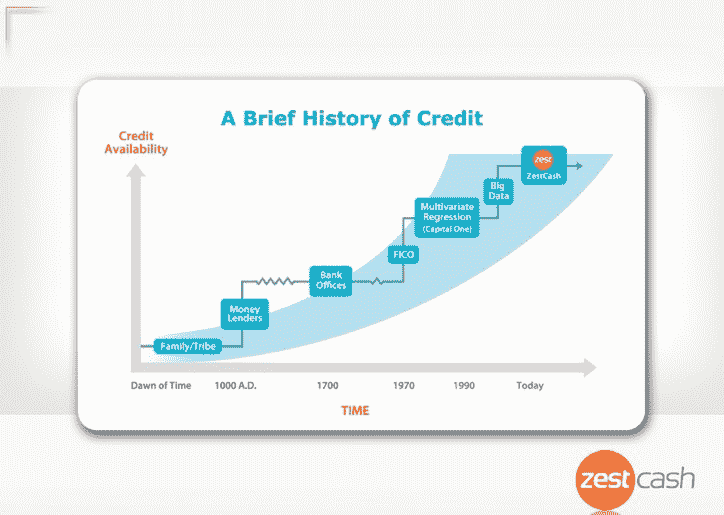 A Brief History of Credit
Credit
Availability
zest
ZestCash
Big
Data
Multivariate
Regression
(Capital One)
FICO
Bank
Offices
Money
Lenders
Family/Tribe
Dawn of Time
1000 A.D.
1700
1970
1990
Today
TIME
zestcash